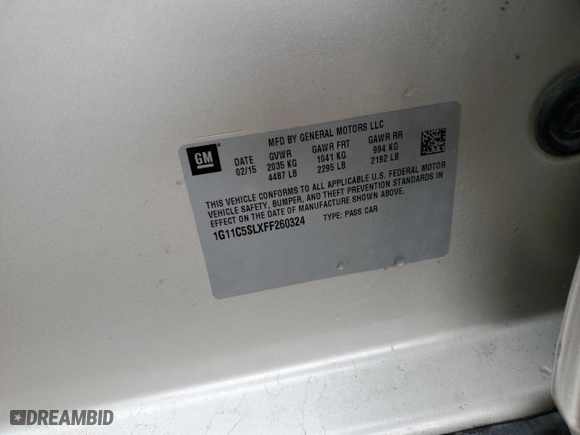 MFD BY GENERAL MOTORS LLC
GM
DATE GVWR GAWR FRT GAWR RR
02/15 2035 KG 1041 KG 994 KG
4487 LB 2295 LB 2192 LB
THIS VEHICLE CONFORMS TO ALL APPLICABLE U.S. FEDERAL MOTOR
VEHICLE SAFETY, BUMPER, AND THEFT PREVENTION STANDARDS IN
EFFECT ON THE DATE OF MANUFACTURE SHOWN ABOVE.
1G11C5SLXFF260324 TYPE: PASS CAR
DREAMBID